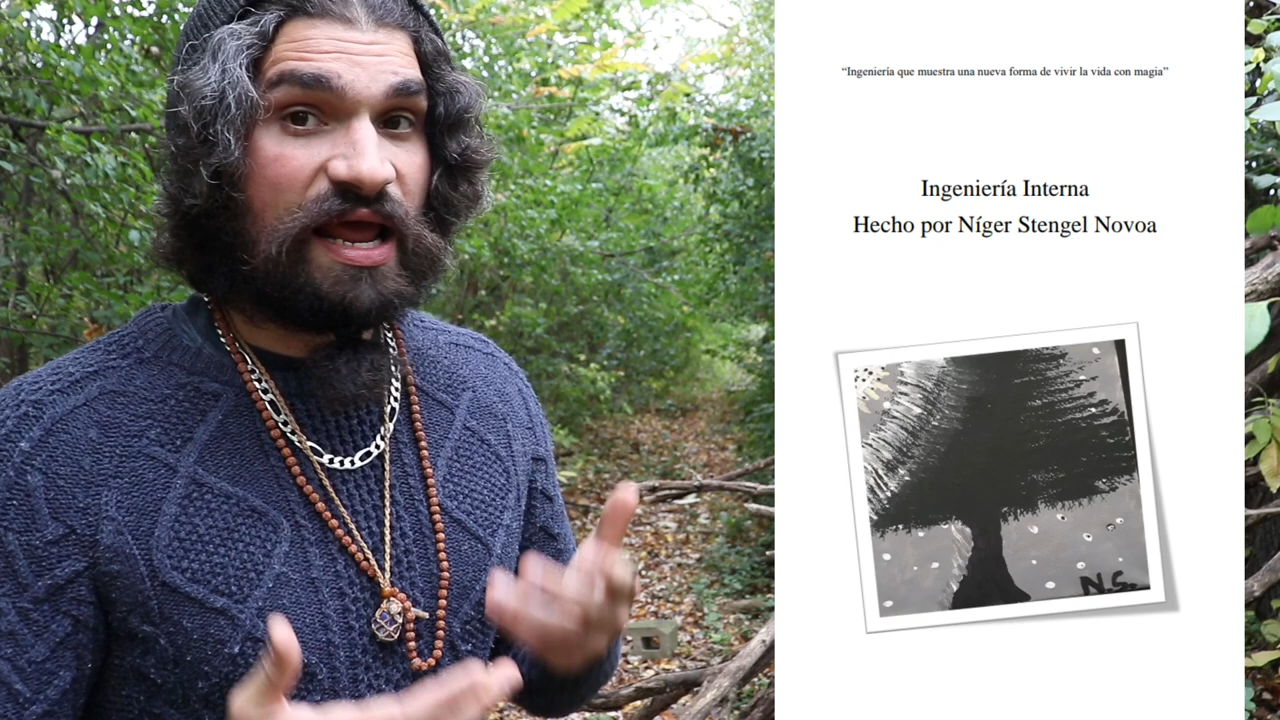 “Ingeniería que muestra una nueva forma de vivir la vida con magia”
Ingeniería Interna
Hecho por Níger Stengel Novoa
N.S.